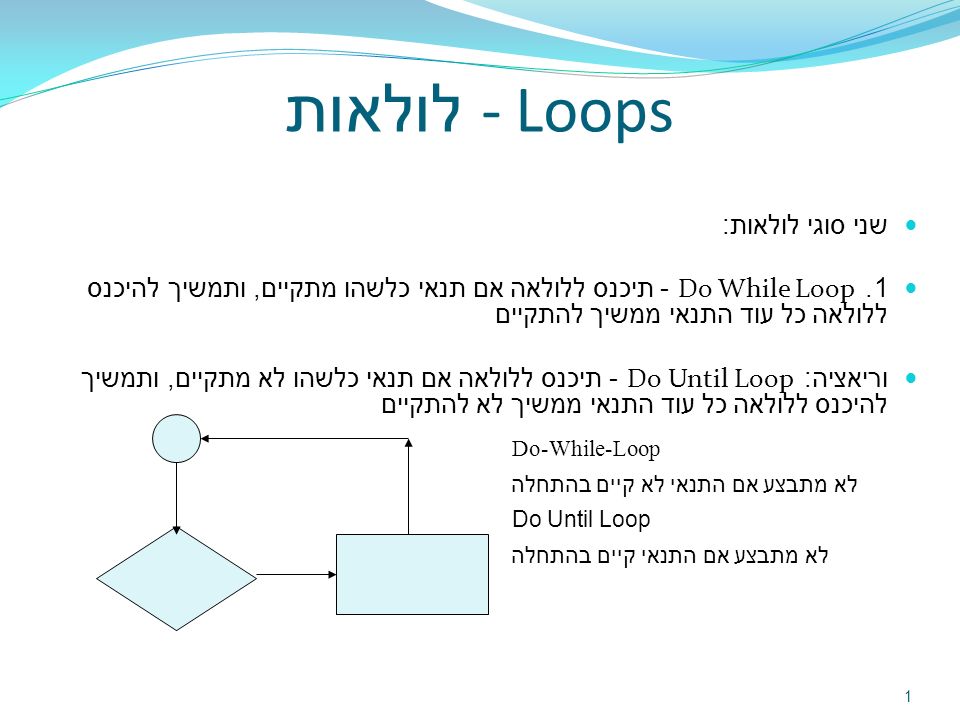 לולאות - Loops
שני סוגי לולאות:
1. Do While Loop - תיכנס ללולאה אם תנאי כלשהו מתקיים, ותמשיך להיכנס
ללולאה כל עוד התנאי ממשיך להתקיים
וריאציה: Do Until Loop - תיכנס ללולאה אם תנאי כלשהו לא מתקיים, ותמשיך
להיכנס ללולאה כל עוד התנאי ממשיך לא להתקיים
Do-While-Loop
לא מתבצע אם התנאי לא קיים בהתחלה
Do Until Loop
לא מתבצע אם התנאי קיים בהתחלה
1